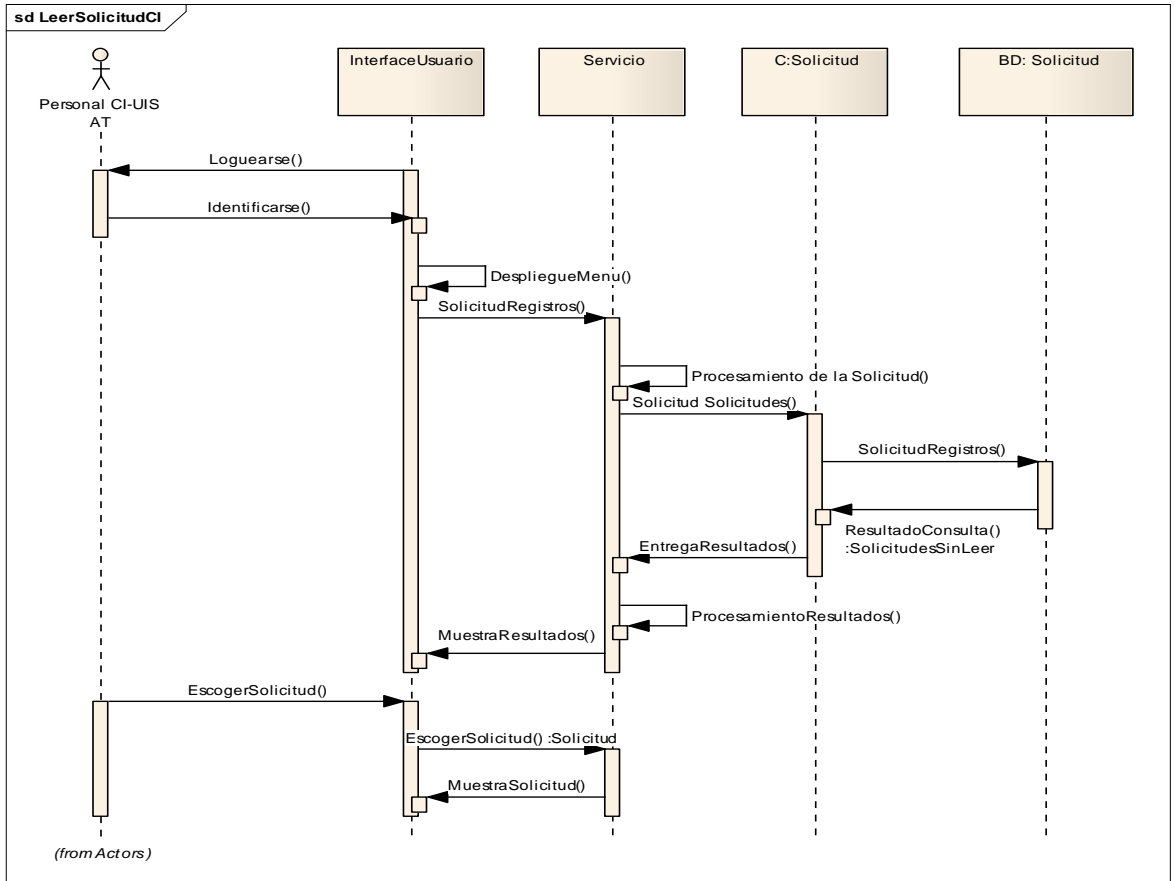 sd LeerSolicitudCI
Personal CI-UIS
AT
InterfaceUsuario
Servicio
C:Solicitud
BD: Solicitud
Loguearse()
Identificarse()
DespliegueMenu()
SolicitudRegistros()
Procesamiento de la Solicitud()
Solicitud Solicitudes()
SolicitudRegistros()
ResultadoConsulta()
:SolicitudesSinLeer
EntregaResultados()
ProcesamientoResultados()
MuestraResultados()
EscogerSolicitud()
EscogerSolicitud() :Solicitud
MuestraSolicitud()
(from Actors)